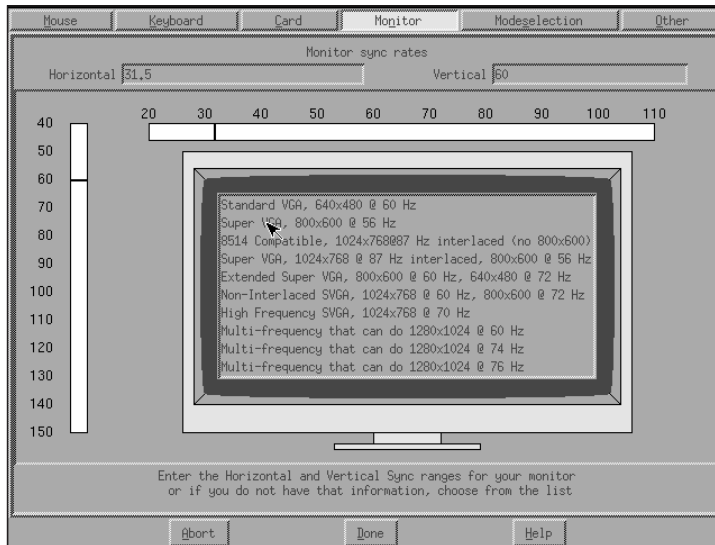 Mouse Keyboard Card Monitor Modeselection Other
Monitor sync rates
Horizontal 31.5 Vertical 60
20 30 40 50 60 70 80 90 100 110
40
50
60
70
80
90
100
110
120
130
140
150
Standard VGA, 640x480 @ 60 Hz
Super VGA, 800x600 @ 56 Hz
8514 Compatible, 1024x768@87 Hz interlaced (no 800x600)
Super VGA, 1024x768 @ 87 Hz interlaced, 800x600 @ 56 Hz
Extended Super VGA, 800x600 @ 60 Hz, 640x480 @ 72 Hz
Non-Interlaced SVGA, 1024x768 @ 60 Hz, 800x600 @ 72 Hz
High Frequency SVGA, 1024x768 @ 70 Hz
Multi-frequency that can do 1280x1024 @ 60 Hz
Multi-frequency that can do 1280x1024 @ 74 Hz
Multi-frequency that can do 1280x1024 @ 76 Hz
Enter the Horizontal and Vertical Sync ranges for your monitor
or if you do not have that information, choose from the list
Abort Done Help